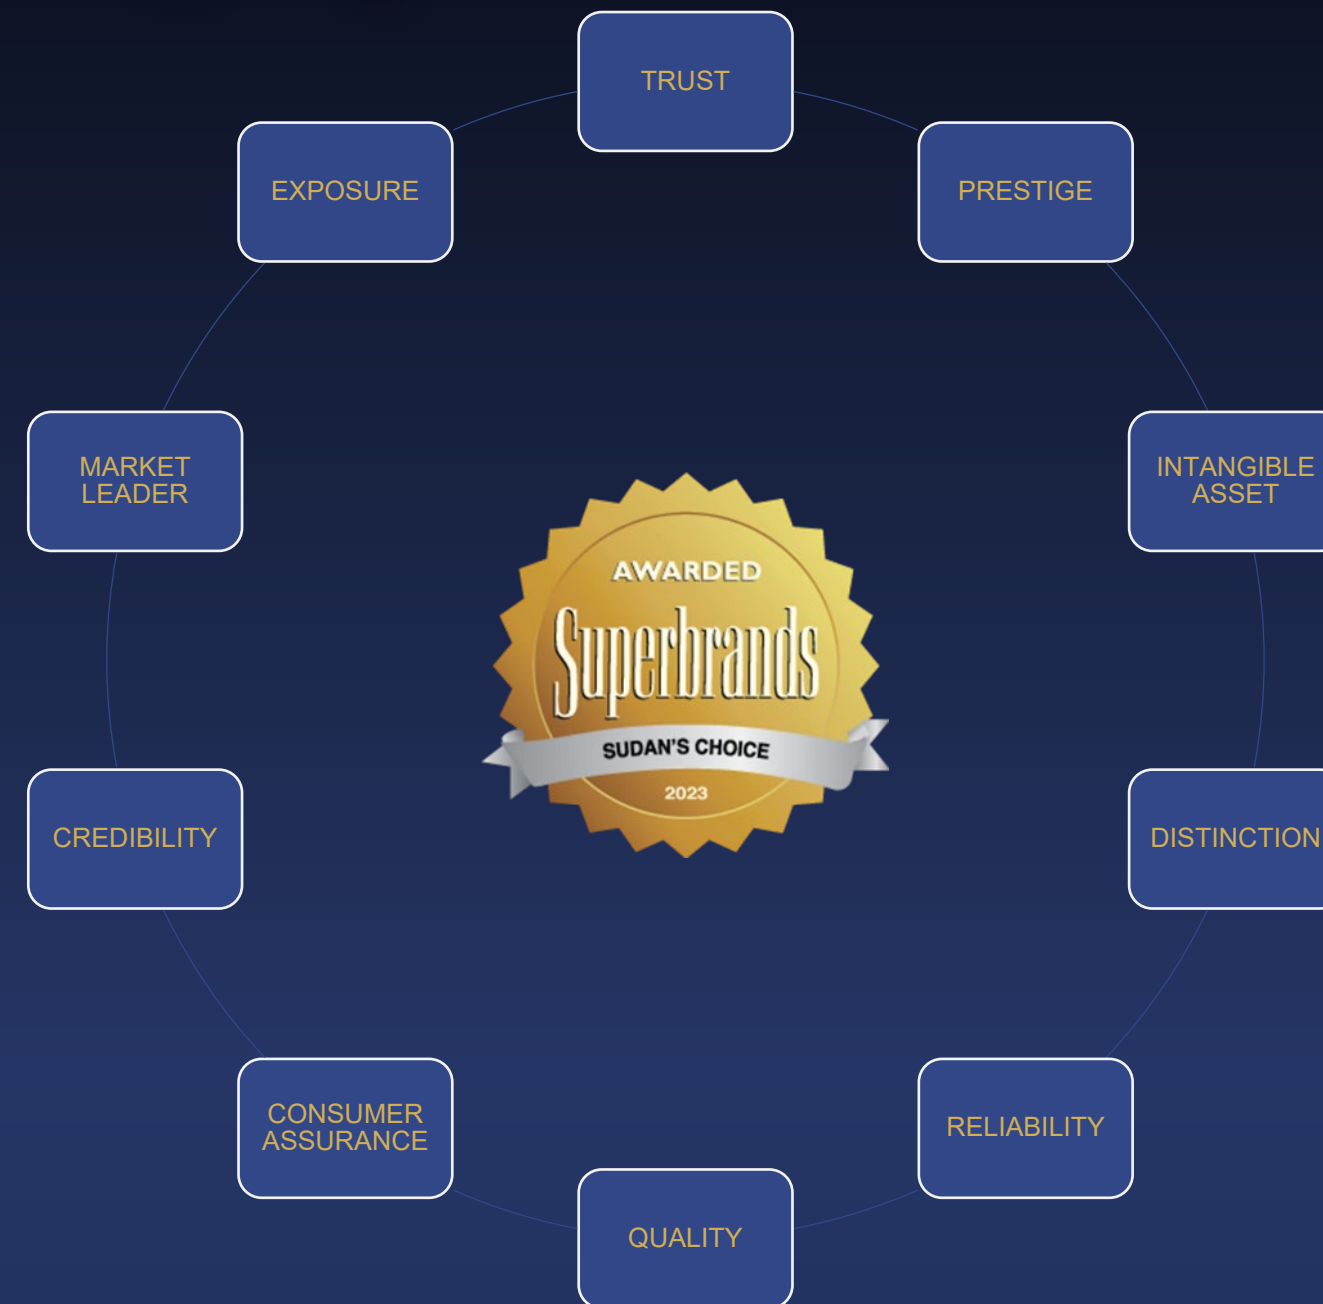 TRUST
EXPOSURE
PRESTIGE
MARKET
LEADER
INTANGIBLE
ASSET
AWARDED
Superbrands
SUDAN'S CHOICE
2023
CREDIBILITY
DISTINCTION
CONSUMER
ASSURANCE
RELIABILITY
QUALITY